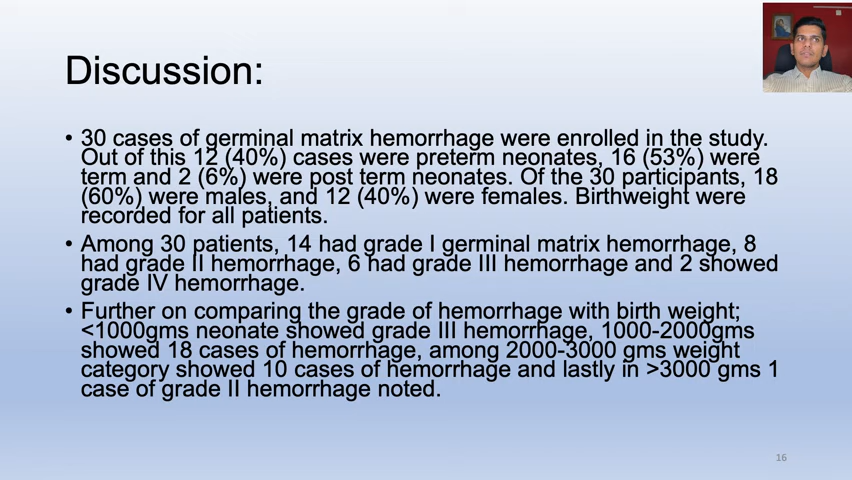 Discussion:
• 30 cases of germinal matrix hemorrhage were enrolled in the study.
Out of this 12 (40%) cases were preterm neonates, 16 (53%) were
term and 2 (6%) were post term neonates. Of the 30 participants, 18
(60%) were males, and 12 (40%) were females. Birthweight were
recorded for all patients.
• Among 30 patients, 14 had grade I germinal matrix hemorrhage, 8
had grade II hemorrhage, 6 had grade III hemorrhage and 2 showed
grade IV hemorrhage.
• Further on comparing the grade of hemorrhage with birth weight;
<1000gms neonate showed grade III hemorrhage, 1000-2000gms
showed 18 cases of hemorrhage, among 2000-3000 gms weight
category showed 10 cases of hemorrhage and lastly in >3000 gms 1
case of grade II hemorrhage noted.
16